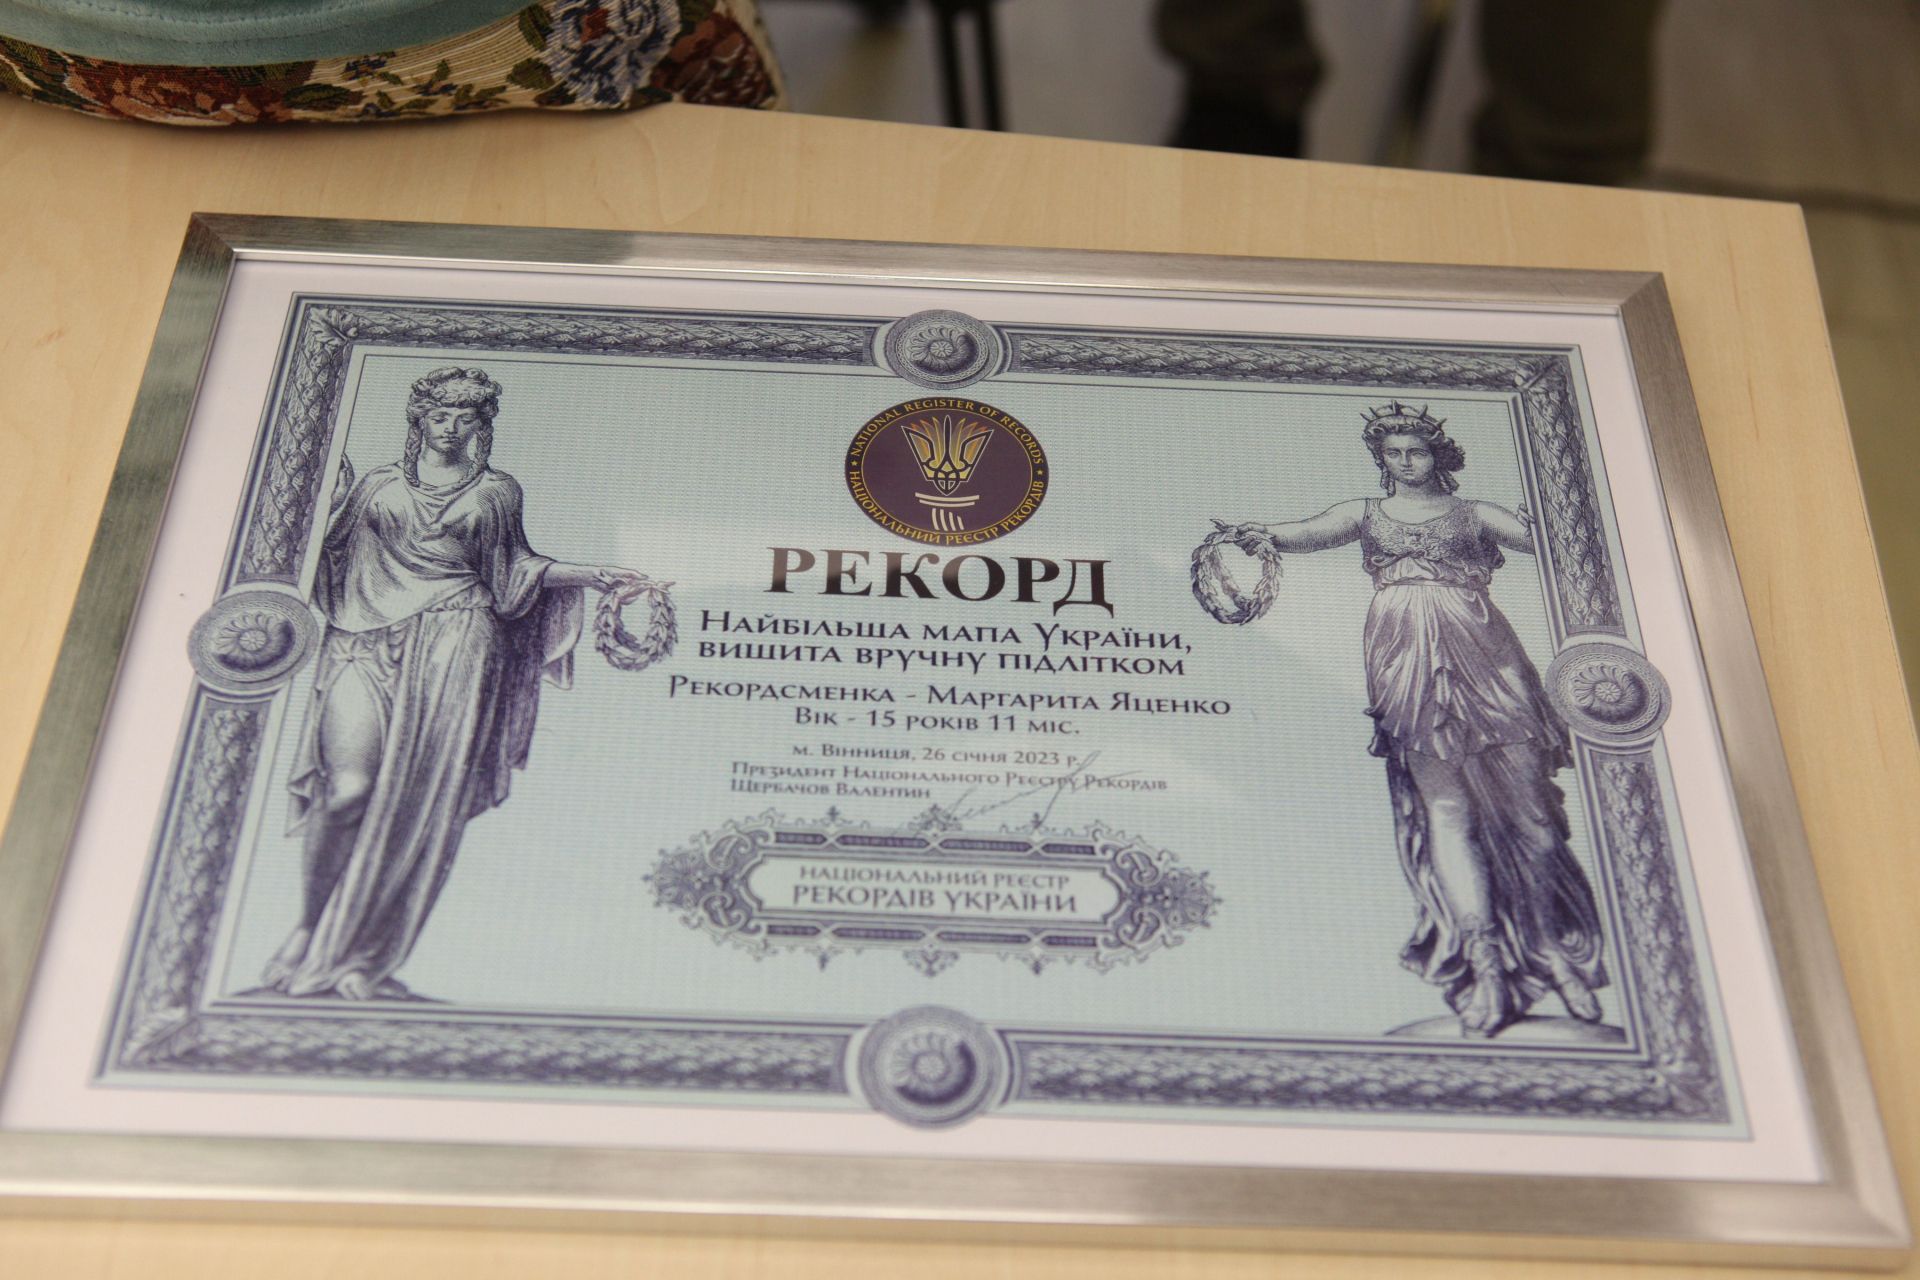 NATIONAL REGISTER OF RECORDS
НАЦІОНАЛЬНИЙ РЕЄСТР РЕКОРДІВ
РЕКОРД
Найбільша мапа України,
вишита вручну підлітком
Рекордсменка - Маргарита Яценко
Вік - 15 років 11 міс.
м. Вінниця, 26 січня 2023 р.
Президент Національного Реєстру Рекордів
Щербачов Валентин
НАЦІОНАЛЬНИЙ РЕЄСТР
РЕКОРДІВ УКРАЇНИ